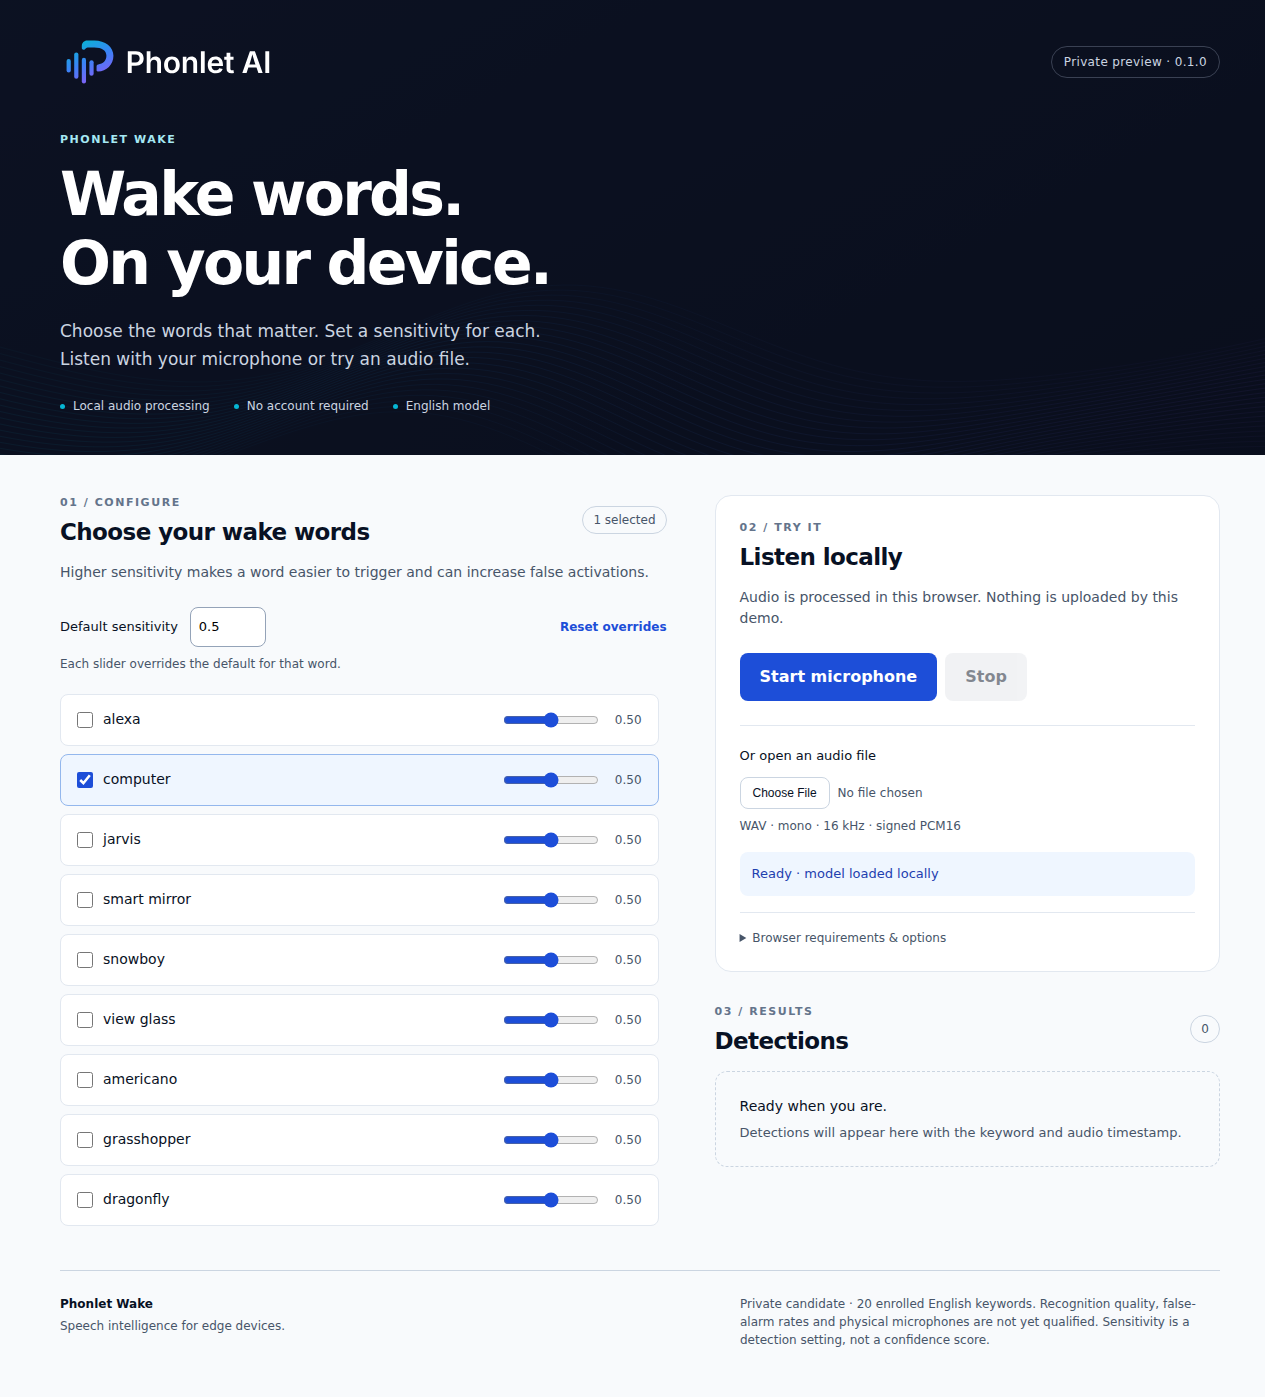 Phonlet AI
Private preview · 0.1.0
PHONLET WAKE
Wake words.
On your device.
Choose the words that matter. Set a sensitivity for each.
Listen with your microphone or try an audio file.
Local audio processing
No account required
English model
01 / CONFIGURE
Choose your wake words
1 selected
Higher sensitivity makes a word easier to trigger and can increase false activations.
Default sensitivity
0.5
Reset overrides
Each slider overrides the default for that word.
alexa
0.50
computer
0.50
jarvis
0.50
smart mirror
0.50
snowboy
0.50
view glass
0.50
americano
0.50
grasshopper
0.50
dragonfly
0.50
02 / TRY IT
Listen locally
Audio is processed in this browser. Nothing is uploaded by this
demo.
Start microphone
Stop
Or open an audio file
Choose File
No file chosen
WAV · mono · 16 kHz · signed PCM16
Ready · model loaded locally
Browser requirements & options
03 / RESULTS
Detections
0
Ready when you are.
Detections will appear here with the keyword and audio timestamp.
Phonlet Wake
Speech intelligence for edge devices.
Private candidate · 20 enrolled English keywords. Recognition quality, false-
alarm rates and physical microphones are not yet qualified. Sensitivity is a
detection setting, not a confidence score.